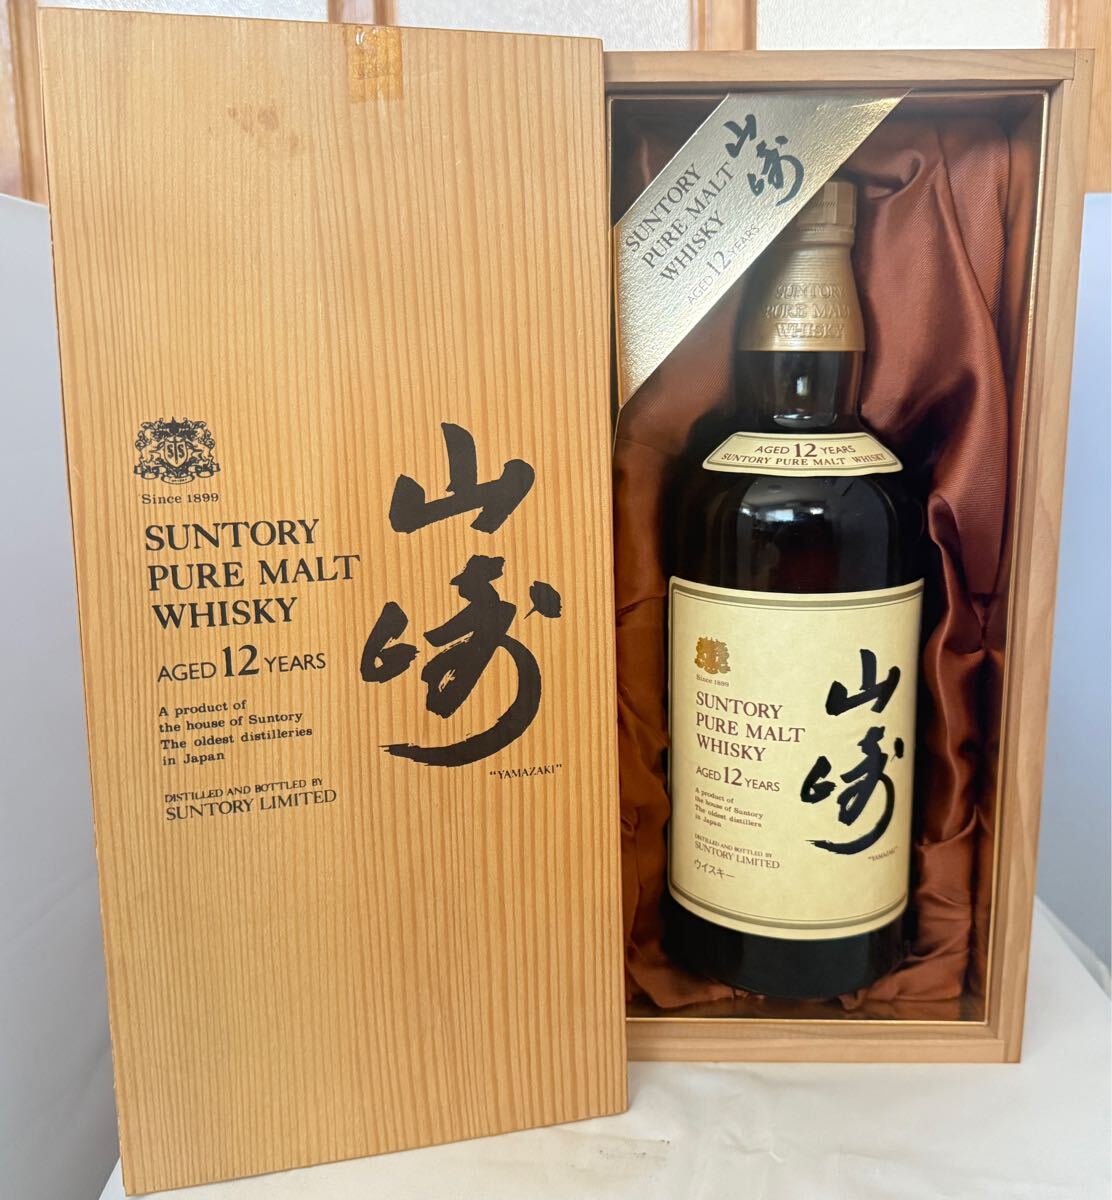 Since 1899
SUNTORY
PURE MALT
WHISKY
AGED 12 YEARS
A product of
the house of Suntory
The oldest distilleries
in Japan
DISTILLED AND BOTTLED BY
SUNTORY LIMITED
山崎
"YAMAZAKI"
SUNTORY
PURE MALT
WHISKY
AGED 12 YEARS
山崎
SUNTORY
PURE MALT
WHISKY
AGED 12 YEARS
SUNTORY PURE MALT WHISKY
Since 1899
SUNTORY
PURE MALT
WHISKY
AGED 12 YEARS
A product of
the house of Suntory
The oldest distillers
in Japan
DISTILLED AND BOTTLED BY
SUNTORY LIMITED
ウイスキー
山崎
"YAMAZAKI"